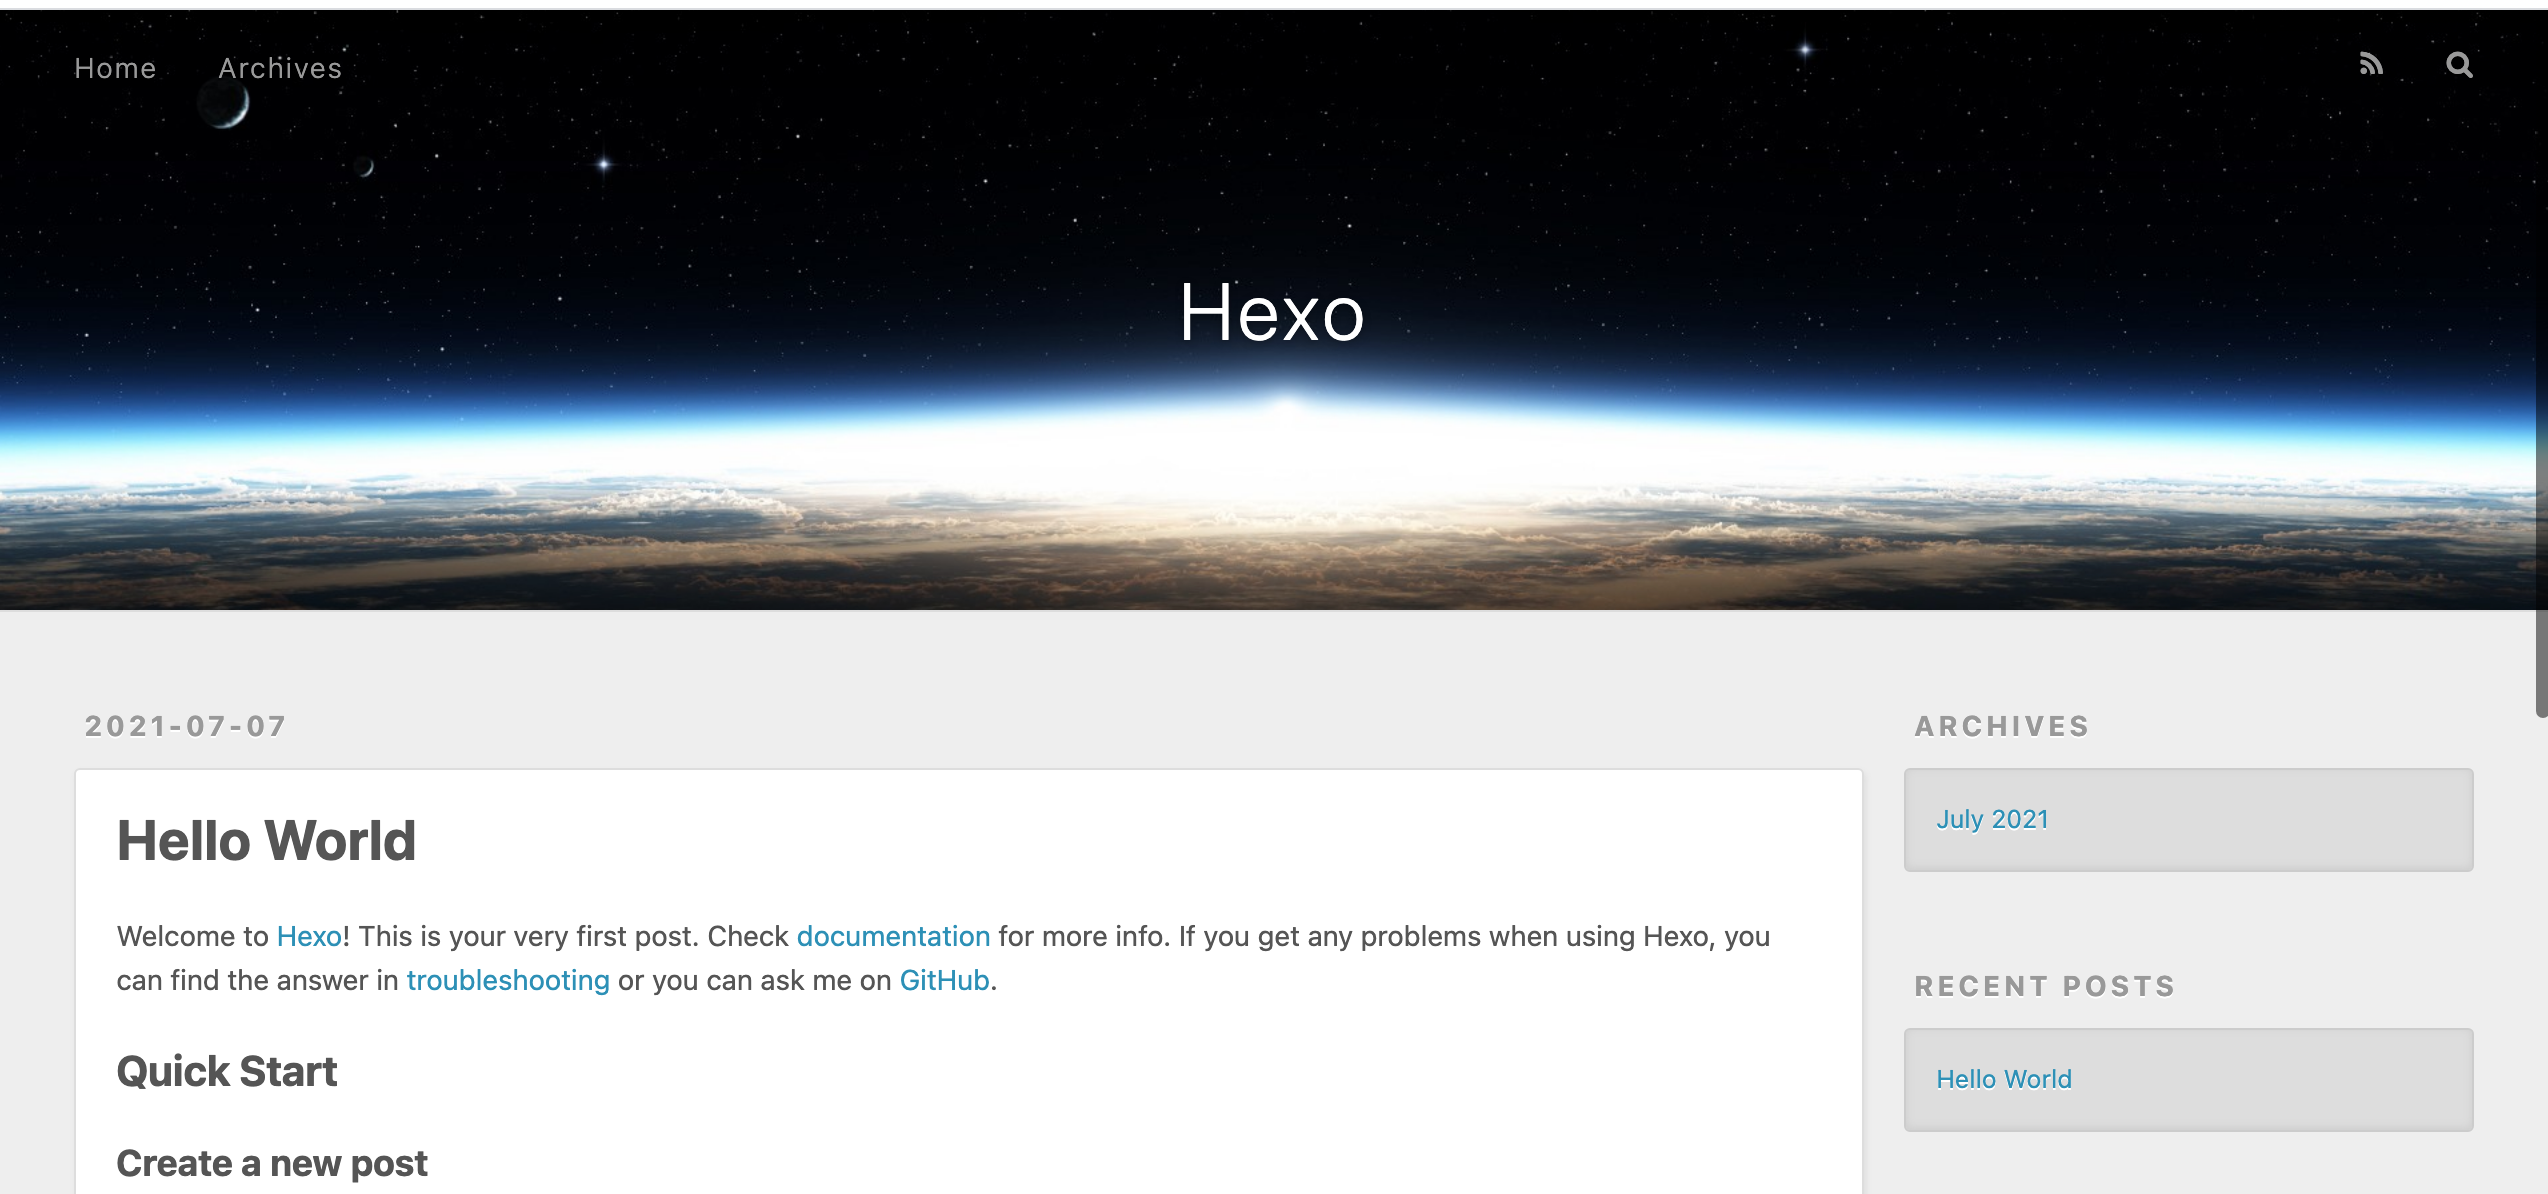 Home Archives
Hexo
2021-07-07
Hello World
Welcome to Hexo! This is your very first post. Check documentation for more info. If you get any problems when using Hexo, you
can find the answer in troubleshooting or you can ask me on GitHub.
Quick Start
Create a new post
ARCHIVES
July 2021
RECENT POSTS
Hello World